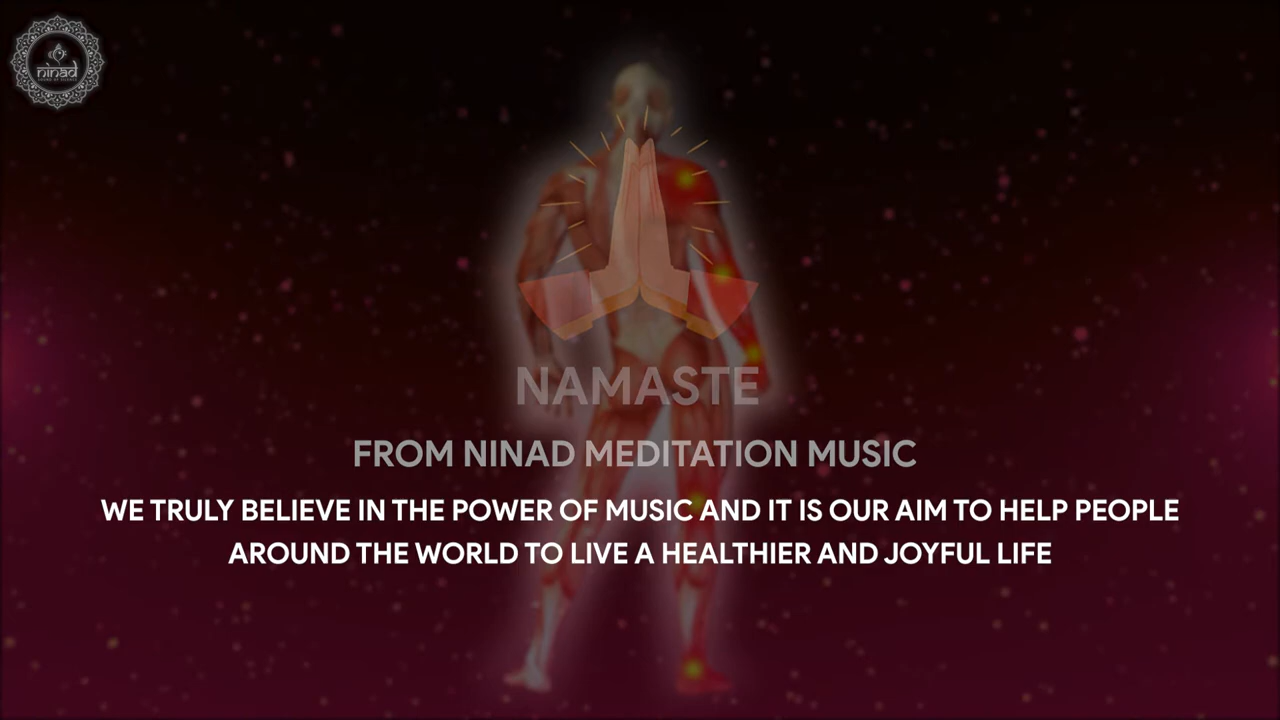 ninad
NAMASTE
FROM NINAD MEDITATION MUSIC
WE TRULY BELIEVE IN THE POWER OF MUSIC AND IT IS OUR AIM TO HELP PEOPLE
AROUND THE WORLD TO LIVE A HEALTHIER AND JOYFUL LIFE